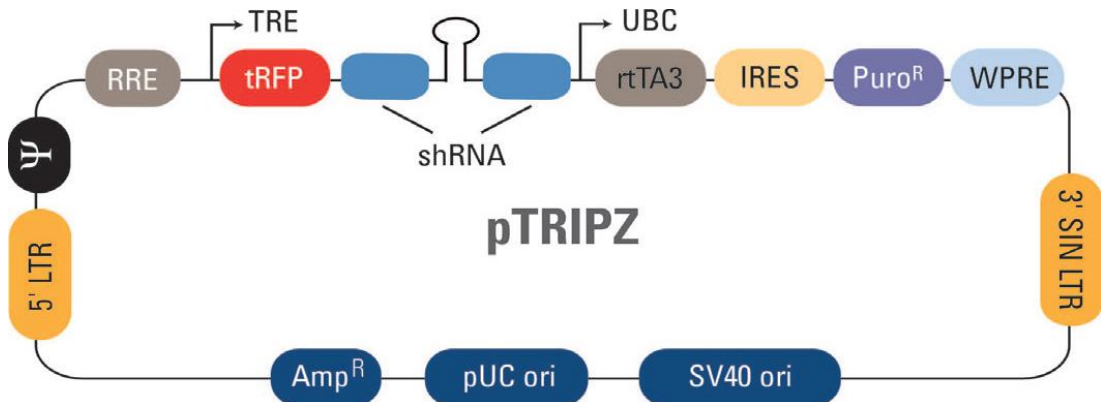 TRE
UBC
RRE
tRFP
rtTA3
IRES
Puroᴿ
WPRE
shRNA
Ψ
pTRIPZ
5' LTR
3' SIN LTR
Ampᴿ
pUC ori
SV40 ori